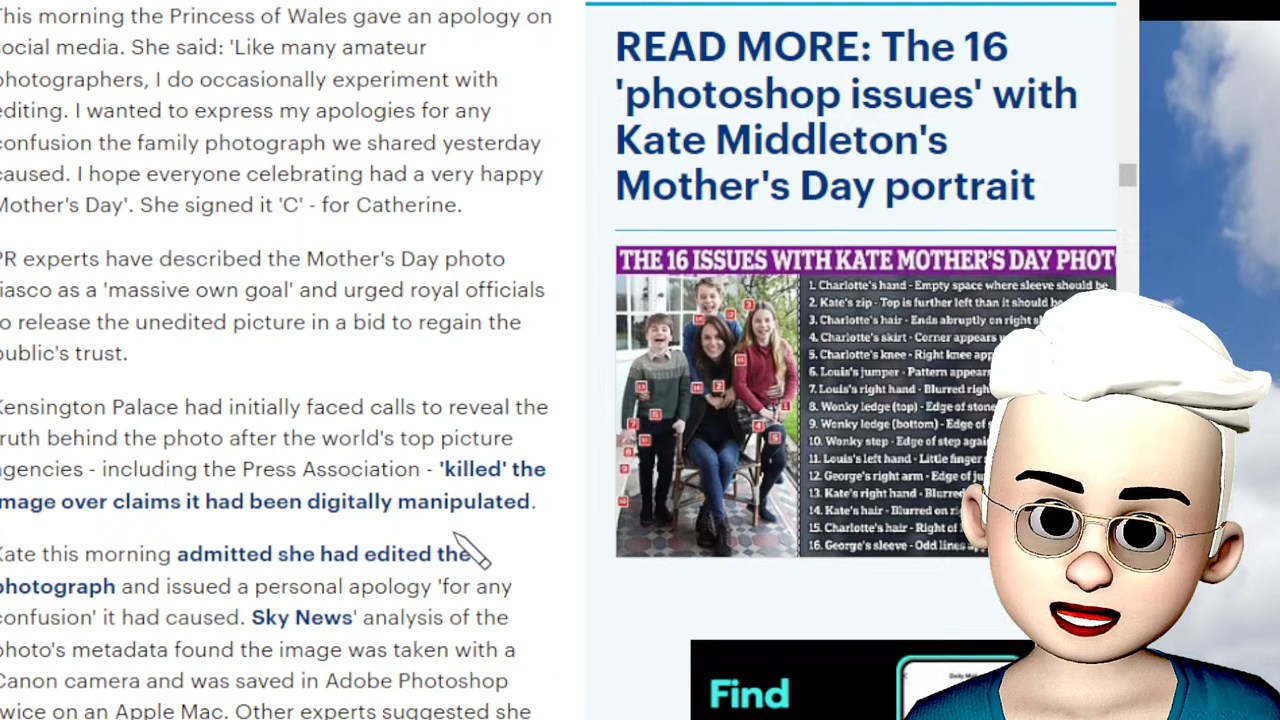 This morning the Princess of Wales gave an apology on
social media. She said: 'Like many amateur
photographers, I do occasionally experiment with
editing. I wanted to express my apologies for any
confusion the family photograph we shared yesterday
caused. I hope everyone celebrating had a very happy
Mother's Day'. She signed it 'C' - for Catherine.
PR experts have described the Mother's Day photo
fiasco as a 'massive own goal' and urged royal officials
to release the unedited picture in a bid to regain the
public's trust.
Kensington Palace had initially faced calls to reveal the
truth behind the photo after the world's top picture
agencies - including the Press Association - 'killed' the
image over claims it had been digitally manipulated.
Kate this morning admitted she had edited the
photograph and issued a personal apology 'for any
confusion' it had caused. Sky News' analysis of the
photo's metadata found the image was taken with a
Canon camera and was saved in Adobe Photoshop
twice on an Apple Mac. Other experts suggested she
READ MORE: The 16
'photoshop issues' with
Kate Middleton's
Mother's Day portrait
THE 16 ISSUES WITH KATE MOTHER'S DAY PHOT
1. Charlotte's hand - Empty space where sleeve should be
2. Kate's zip - Top is further left than it should be
3. Charlotte's hair - Ends abruptly on right
4. Charlotte's skirt - Corner appears
5. Charlotte's knee - Right knee app
6. Louis's jumper - Pattern appears
7. Louis's right hand - Blurred righ
8. Wonky ledge (top) - Edge of stone
9. Wonky ledge (bottom) - Edge of
10. Wonky step - Edge of step agai
11. Louis's left hand - Little finger
12. George's right arm - Edge of ju
13. Kate's right hand - Blurred
14. Kate's hair - Blurred on ri
15. Charlotte's hair - Right of
16. George's sleeve - Odd lines
Find